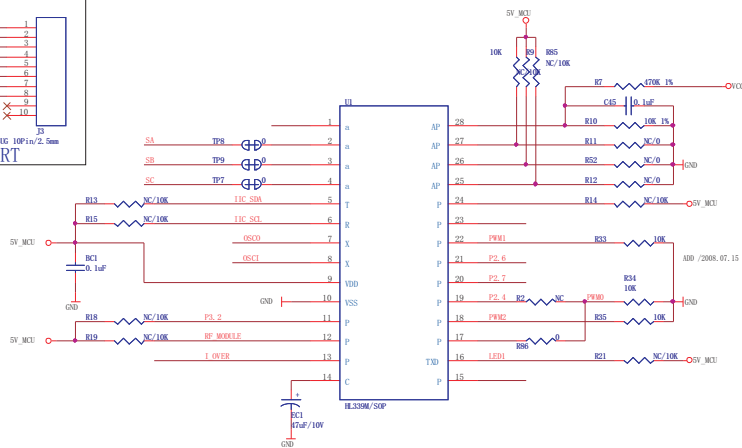 1
2
3
4
5
6
7
8
9
10
J3
UG 10Pin/2.5mm
RT
5V_MCU
10K
R9
R85
NC/10K
NC/10K
R7
470K 1%
VCC
C45
0.1uF
U1
1
a
AP
28
R10
10K 1%
SA
TP8
0
2
a
AP
27
R11
NC/0
SB
TP9
0
3
a
AP
26
R52
NC/0
GND
SC
TP7
0
4
a
AP
25
R12
NC/0
R13
NC/10K
IIC_SDA
5
T
P
24
R14
NC/10K
5V_MCU
R15
NC/10K
IIC_SCL
6
R
P
23
5V_MCU
OSCO
7
X
P
22
PWM1
R33
10K
BC1
0.1uF
OSCI
8
X
P
21
P2.6
ADD /2008.07.15
9
VDD
P
20
P2.7
R34
10K
GND
GND
10
VSS
P
19
P2.4
R2
NC
PWM0
GND
R18
NC/10K
P3.2
11
P
P
18
PWM2
R35
10K
5V_MCU
R19
NC/10K
RF_MODULE
12
P
P
17
R86
0
I_OVER
13
P
TXD
16
LED1
R21
NC/10K
5V_MCU
14
C
P
15
HL339M/SOP
+
EC1
47uF/10V
GND